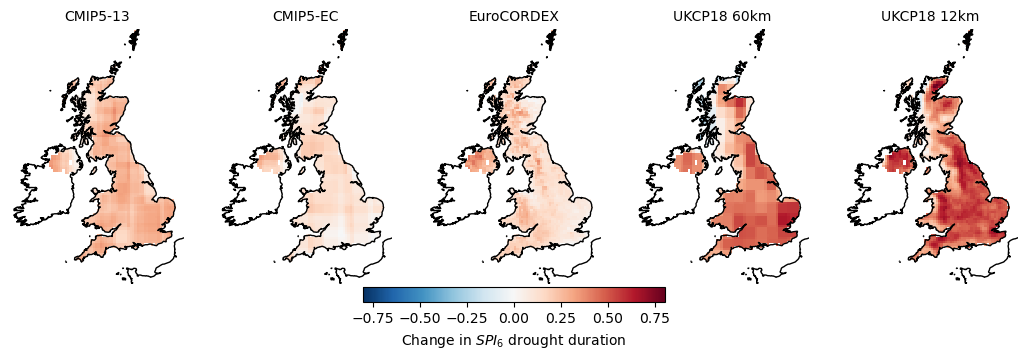 CMIP5-13 CMIP5-EC EuroCORDEX UKCP18 60km UKCP18 12km
−0.75 −0.50 −0.25 0.00 0.25 0.50 0.75
Change in SPI₆ drought duration